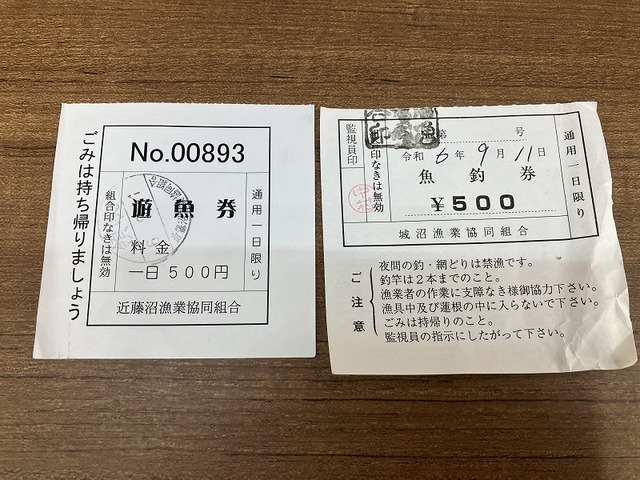 ごみは持ち帰りましょう
No.00893
通用一日限り
遊魚券
料金
一日500円
組合印なきは無効
近藤沼漁業協同組合
通用一日限り
第 号
令和6年9月11日
魚釣券
¥500
印なきは無効
監視員印
城沼漁業協同組合
ご注意
夜間の釣・網どりは禁漁です。
釣竿は2本までのこと。
漁業者の作業に支障なき様御協力下さい。
漁具中及び蓮根の中に入らないで下さい。
ごみは持帰りのこと。
監視員の指示にしたがって下さい。